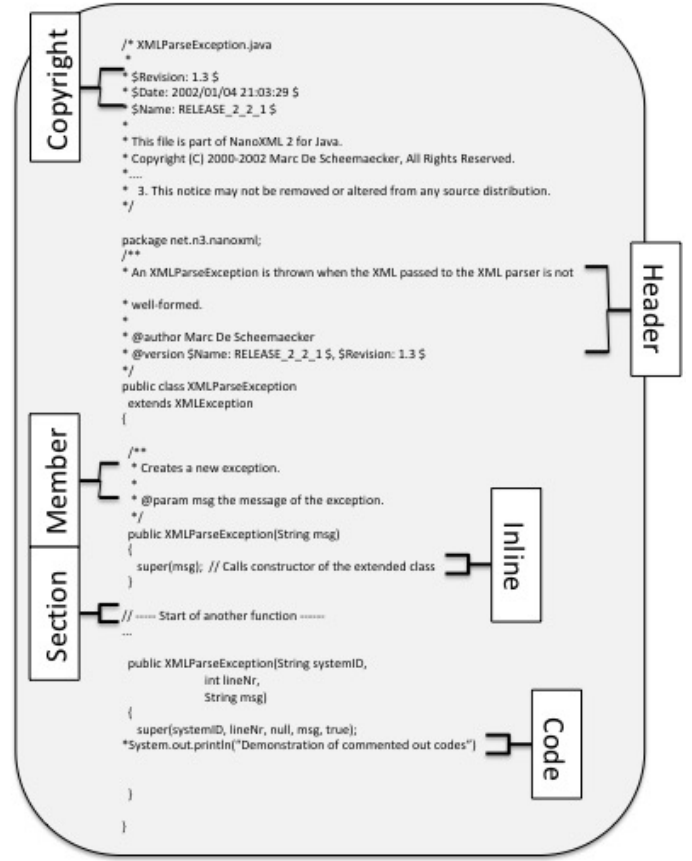 Copyright
/* XMLParseException.java
*
* $Revision: 1.3 $
* $Date: 2002/01/04 21:03:29 $
* $Name: RELEASE_2_2_1 $
*
* This file is part of NanoXML 2 for Java.
* Copyright (C) 2000-2002 Marc De Scheemaecker, All Rights Reserved.
*....
* 3. This notice may not be removed or altered from any source distribution.
*/
package net.n3.nanoxml;
/**
* An XMLParseException is thrown when the XML passed to the XML parser is not
Header
* well-formed.
*
* @author Marc De Scheemaecker
* @version $Name: RELEASE_2_2_1 $, $Revision: 1.3 $
*/
public class XMLParseException
extends XMLException
{
Member
/**
* Creates a new exception.
*
* @param msg the message of the exception.
*/
public XMLParseException(String msg)
{
super(msg); // Calls constructor of the extended class
Inline
}
Section
// ----- Start of another function ------
...
public XMLParseException(String systemID,
int lineNr,
String msg)
{
super(systemID, lineNr, null, msg, true);
*System.out.println("Demonstration of commented out codes")
Code
}
}